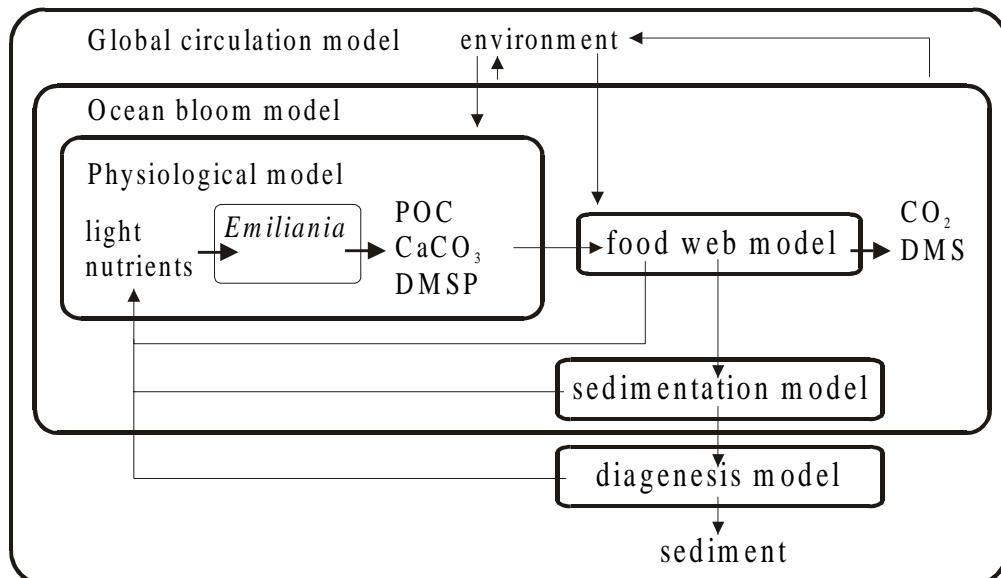 Global circulation model
environment
Ocean bloom model
Physiological model
light
nutrients
Emiliania
POC
CaCO₃
DMSP
food web model
CO₂
DMS
sedimentation model
diagenesis model
sediment